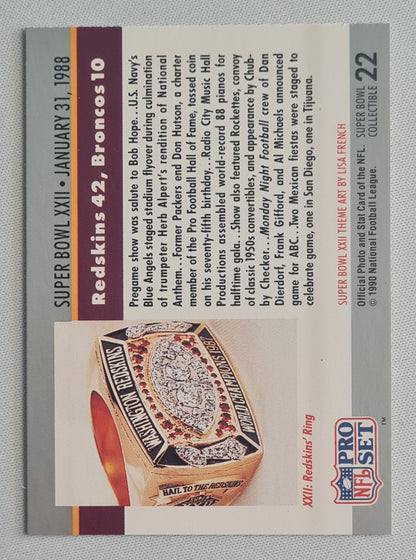 SUPER BOWL XXII • JANUARY 31, 1988
Redskins 42, Broncos 10
Pregame show was salute to Bob Hope...U.S. Navy's
Blue Angels staged stadium flyover during culmination
of trumpeter Herb Alpert's rendition of National
Anthem...Former Packers end Don Hutson, a charter
member of the Pro Football Hall of Fame, tossed coin
on his seventy-fifth birthday...Radio City Music Hall
Productions assembled world-record 88 pianos for
halftime gala...Show also featured Rockettes, convoy
of classic 1950s convertibles, and appearance by Chub-
by Checker...Monday Night Football crew of Dan
Dierdorf, Frank Gifford, and Al Michaels announced
game for ABC...Two Mexican fiestas were staged to
celebrate game, one in San Diego, one in Tijuana.
WASHINGTON REDSKINS
WORLD CHAMPIONS 1987
HAIL TO THE REDSKINS
XXII: Redskins' Ring
SUPER BOWL XXII THEME ART BY LISA FRENCH
Official Photo and Stat Card of the NFL.
© 1990 National Football League.
SUPER BOWL
COLLECTIBLE
22
NFL
PRO
SET
TM